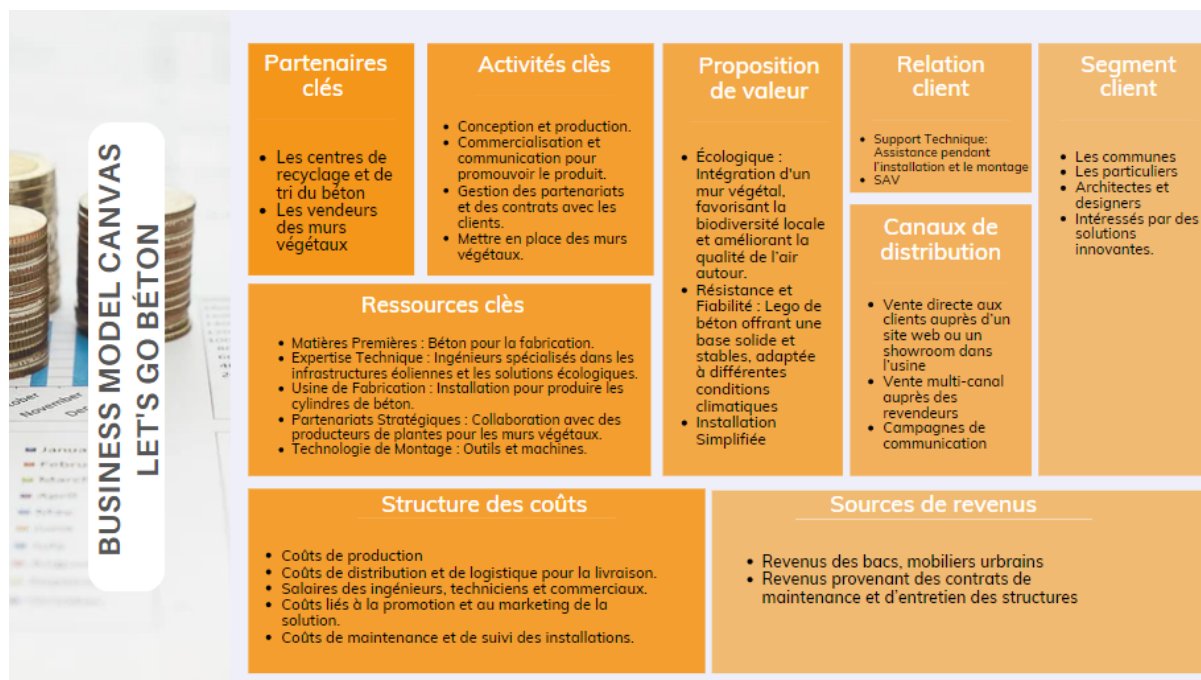 BUSINESS MODEL CANVAS
LET'S GO BÉTON
Partenaires
clés
• Les centres de
recyclage et de
tri du béton
• Les vendeurs
des murs
végétaux
Activités clès
• Conception et production.
• Commercialisation et
communication pour
promouvoir le produit.
• Gestion des partenariats
et des contrats avec les
clients.
• Mettre en place des murs
végétaux.
Ressources clès
• Matières Premières : Béton pour la fabrication.
• Expertise Technique : Ingénieurs spécialisés dans les
infrastructures éoliennes et les solutions écologiques.
• Usine de Fabrication : Installation pour produire les
cylindres de béton.
• Partenariats Stratégiques : Collaboration avec des
producteurs de plantes pour les murs végétaux.
• Technologie de Montage : Outils et machines.
Proposition
de valeur
• Écologique :
Intégration d'un
mur végétal,
favorisant la
biodiversité locale
et améliorant la
qualité de l'air
autour.
• Résistance et
Fiabilité : Lego de
béton offrant une
base solide et
stables, adaptée
à différentes
conditions
climatiques
• Installation
Simplifiée
Relation
client
• Support Technique:
Assistance pendant
l'installation et le montage
• SAV
Canaux de
distribution
• Vente directe aux
clients auprès d'un
site web ou un
showroom dans
l'usine
• Vente multi-canal
auprès des
revendeurs
• Campagnes de
communication
Segment
client
• Les communes
• Les particuliers
• Architectes et
designers
• Intéressés par des
solutions
innovantes.
Structure des coûts
• Coûts de production
• Coûts de distribution et de logistique pour la livraison.
• Salaires des ingénieurs, techniciens et commerciaux.
• Coûts liés à la promotion et au marketing de la
solution.
• Coûts de maintenance et de suivi des installations.
Sources de revenus
• Revenus des bacs, mobiliers urbrains
• Revenus provenant des contrats de
maintenance et d'entretien des structures
November